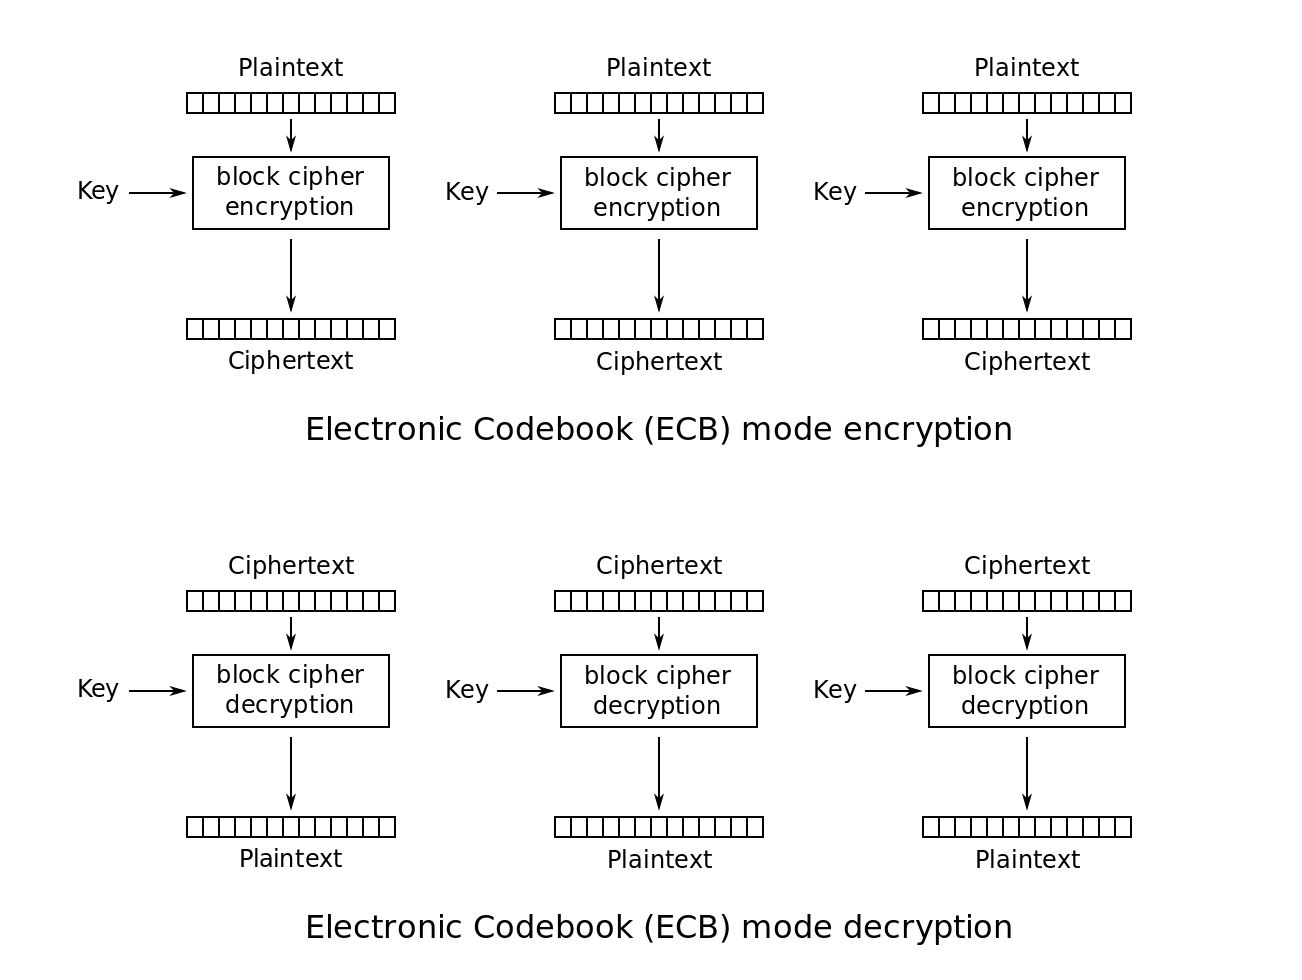 Plaintext Plaintext Plaintext
Key block cipher Key block cipher Key block cipher
encryption encryption encryption
Ciphertext Ciphertext Ciphertext
Electronic Codebook (ECB) mode encryption
Ciphertext Ciphertext Ciphertext
Key block cipher Key block cipher Key block cipher
decryption decryption decryption
Plaintext Plaintext Plaintext
Electronic Codebook (ECB) mode decryption